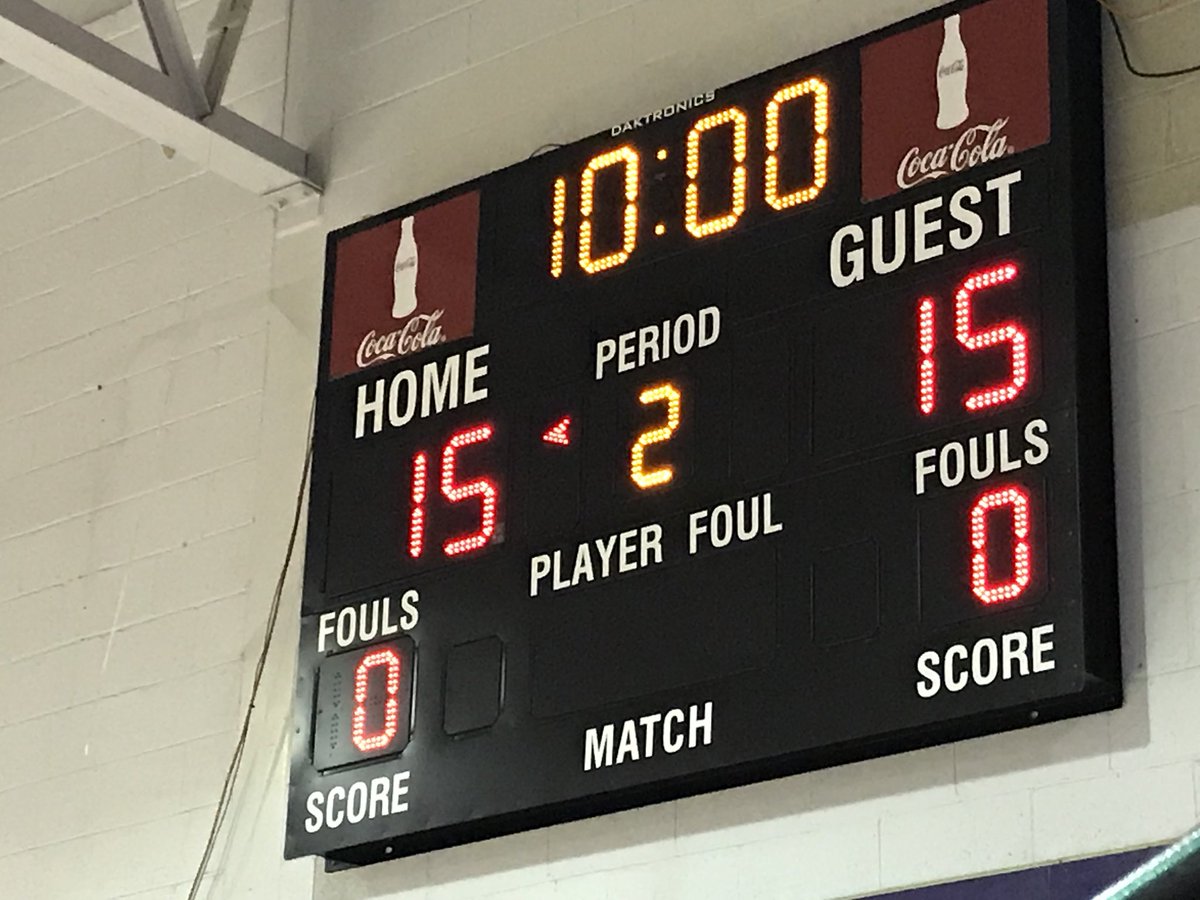 DAKTRONICS
10:00
Coca-Cola
Coca-Cola
GUEST
HOME
PERIOD
15
15
2
FOULS
FOULS
PLAYER FOUL
0
0
SCORE
SCORE
MATCH